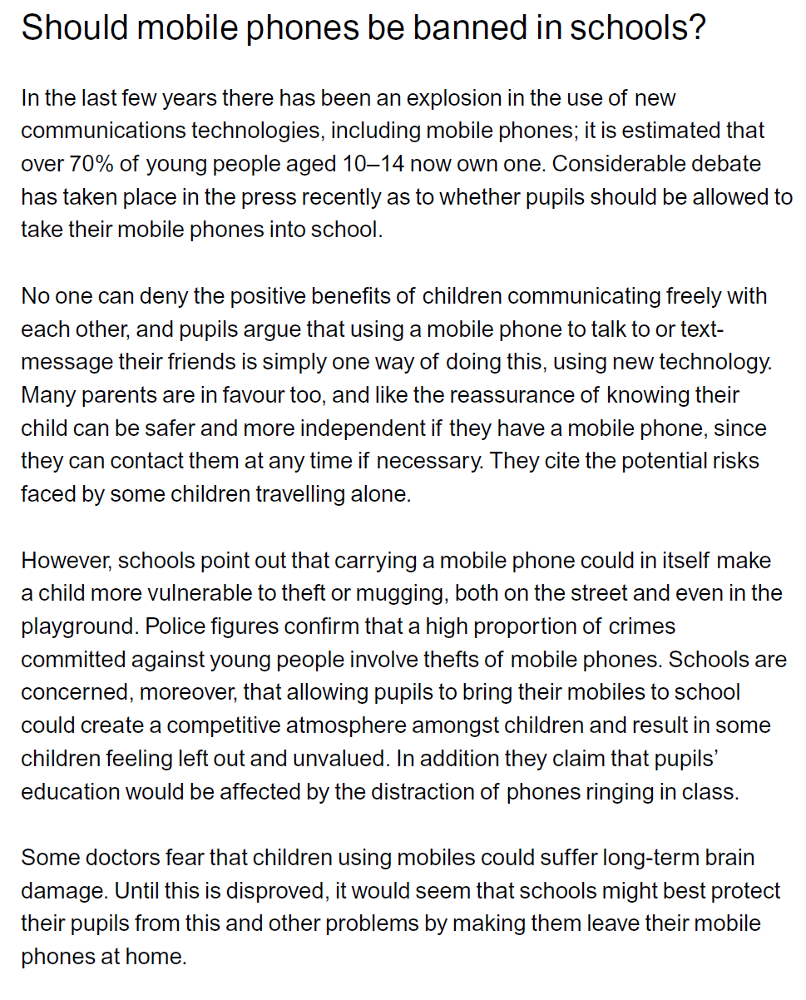 Should mobile phones be banned in schools?
In the last few years there has been an explosion in the use of new
communications technologies, including mobile phones; it is estimated that
over 70% of young people aged 10–14 now own one. Considerable debate
has taken place in the press recently as to whether pupils should be allowed to
take their mobile phones into school.
No one can deny the positive benefits of children communicating freely with
each other, and pupils argue that using a mobile phone to talk to or text-
message their friends is simply one way of doing this, using new technology.
Many parents are in favour too, and like the reassurance of knowing their
child can be safer and more independent if they have a mobile phone, since
they can contact them at any time if necessary. They cite the potential risks
faced by some children travelling alone.
However, schools point out that carrying a mobile phone could in itself make
a child more vulnerable to theft or mugging, both on the street and even in the
playground. Police figures confirm that a high proportion of crimes
committed against young people involve thefts of mobile phones. Schools are
concerned, moreover, that allowing pupils to bring their mobiles to school
could create a competitive atmosphere amongst children and result in some
children feeling left out and unvalued. In addition they claim that pupils’
education would be affected by the distraction of phones ringing in class.
Some doctors fear that children using mobiles could suffer long-term brain
damage. Until this is disproved, it would seem that schools might best protect
their pupils from this and other problems by making them leave their mobile
phones at home.